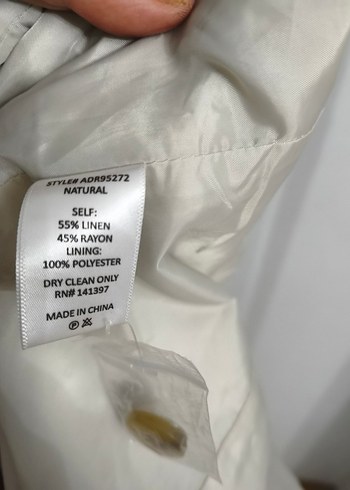 STYLE# ADR95272
NATURAL
SELF:
55% LINEN
45% RAYON
LINING:
100% POLYESTER
DRY CLEAN ONLY
RN# 141397
MADE IN CHINA